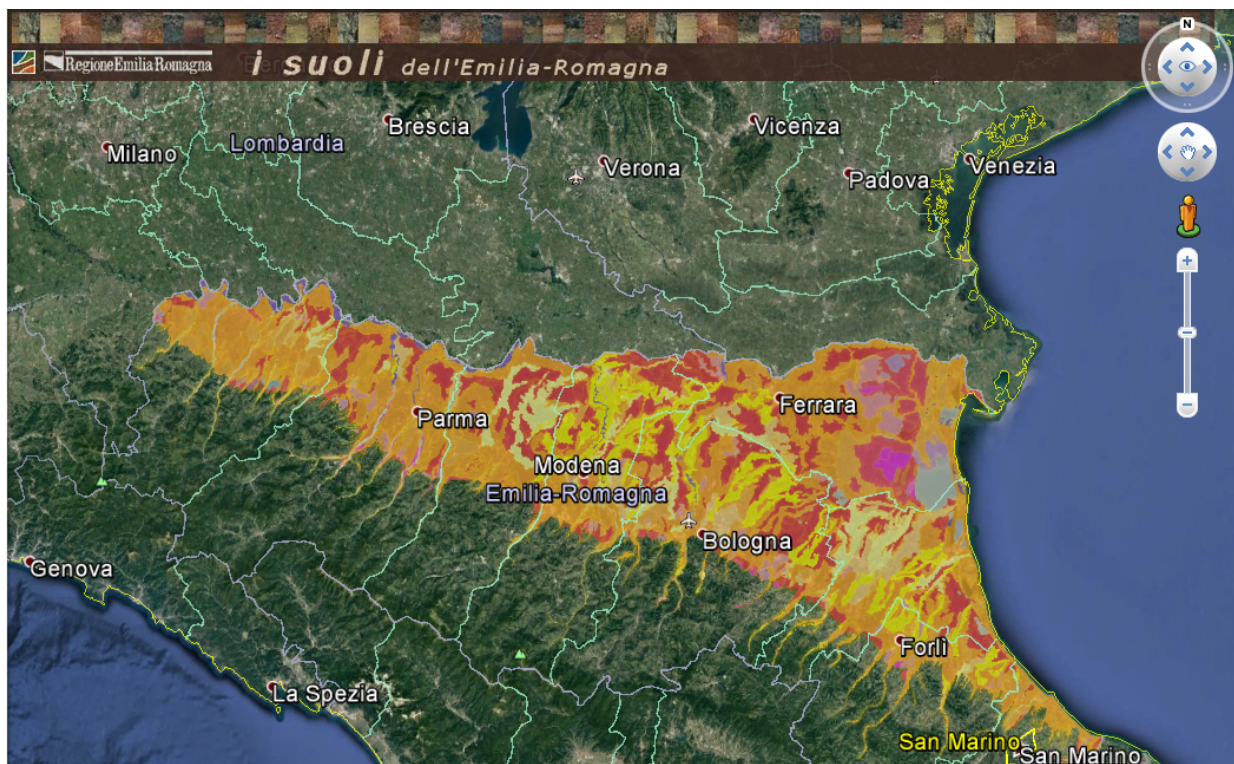 RegioneEmiliaRomagna
i suoli dell'Emilia-Romagna
N
Brescia
Vicenza
Milano
Lombardia
Verona
Padova
Venezia
Parma
Ferrara
Modena
Emilia-Romagna
Bologna
Genova
Forlì
La Spezia
San Marino
San Marino